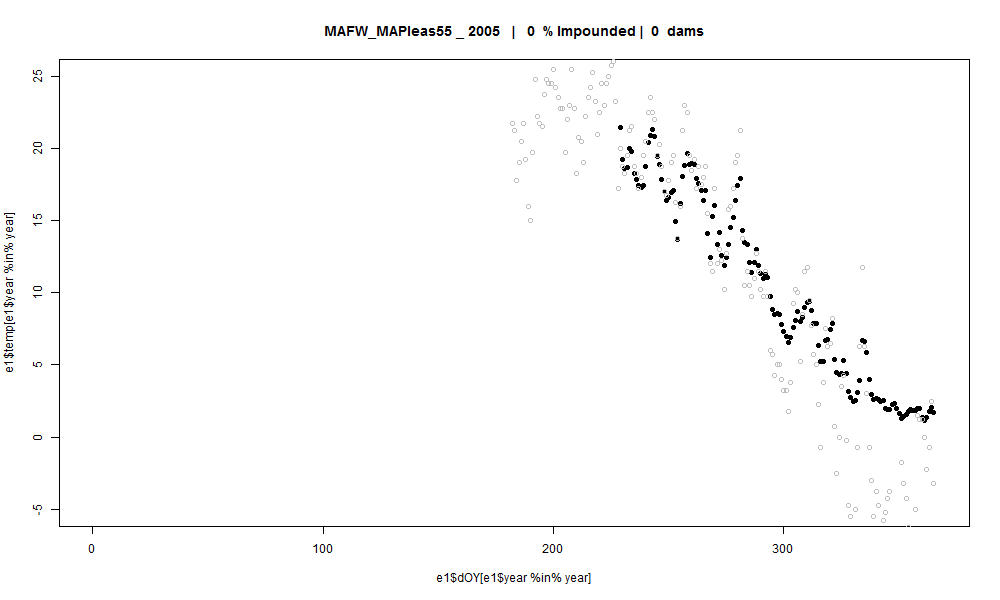 MAFW_MAPleas55 _ 2005 | 0 % Impounded | 0 dams
e1$temp[e1$year %in% year]
25
20
15
10
5
0
-5
0 100 200 300
e1$dOY[e1$year %in% year]